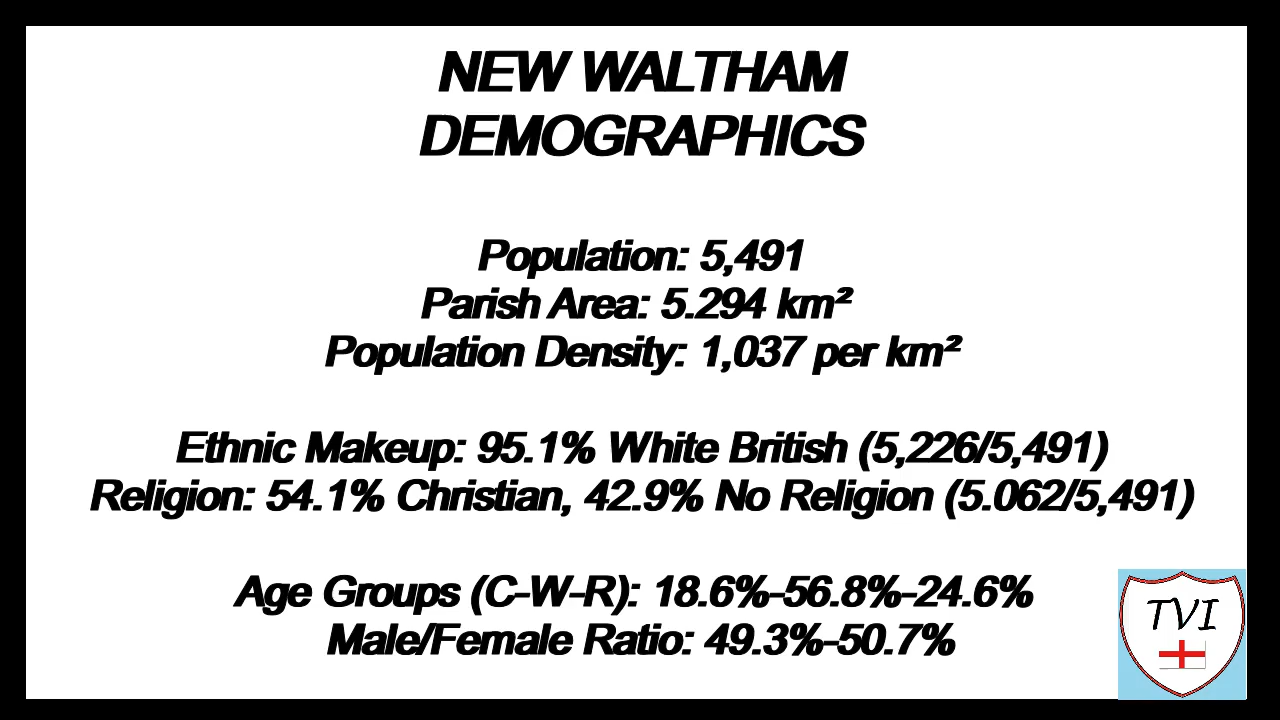 NEW WALTHAM
DEMOGRAPHICS
Population: 5,491
Parish Area: 5.294 km²
Population Density: 1,037 per km²
Ethnic Makeup: 95.1% White British (5,226/5,491)
Religion: 54.1% Christian, 42.9% No Religion (5.062/5,491)
Age Groups (C-W-R): 18.6%-56.8%-24.6%
Male/Female Ratio: 49.3%-50.7%
TVI